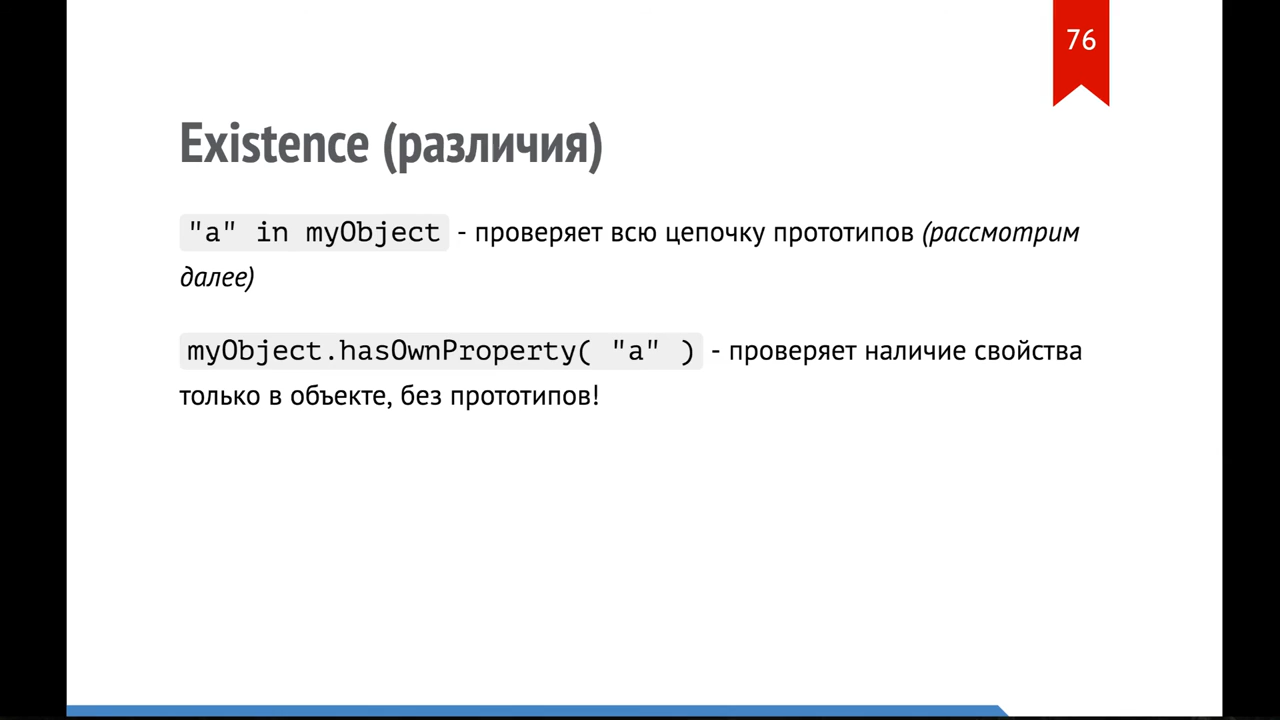 76
Existence (различия)
"a" in myObject - проверяет всю цепочку прототипов (рассмотрим
далее)
myObject.hasOwnProperty( "a" ) - проверяет наличие свойства
только в объекте, без прототипов!